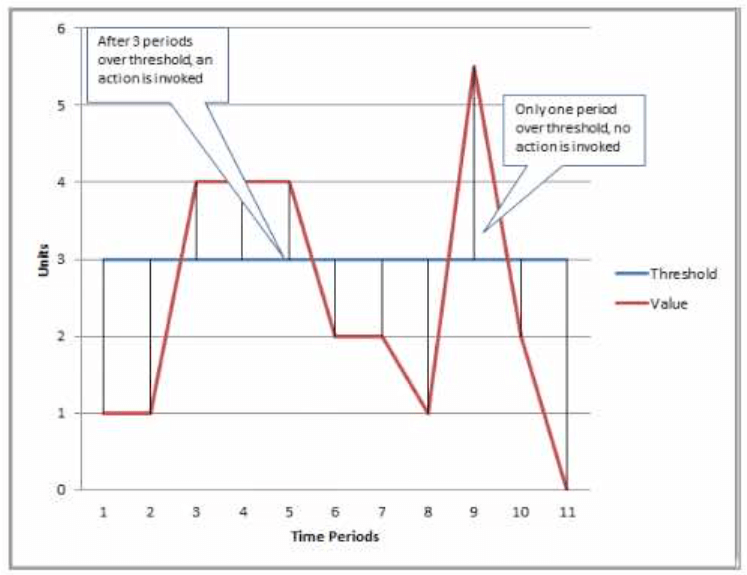 6
After 3 periods
over threshold, an
action is invoked
5
Only one period
over threshold, no
action is invoked
4
3
Units
Threshold
Value
2
1
0
1 2 3 4 5 6 7 8 9 10 11
Time Periods